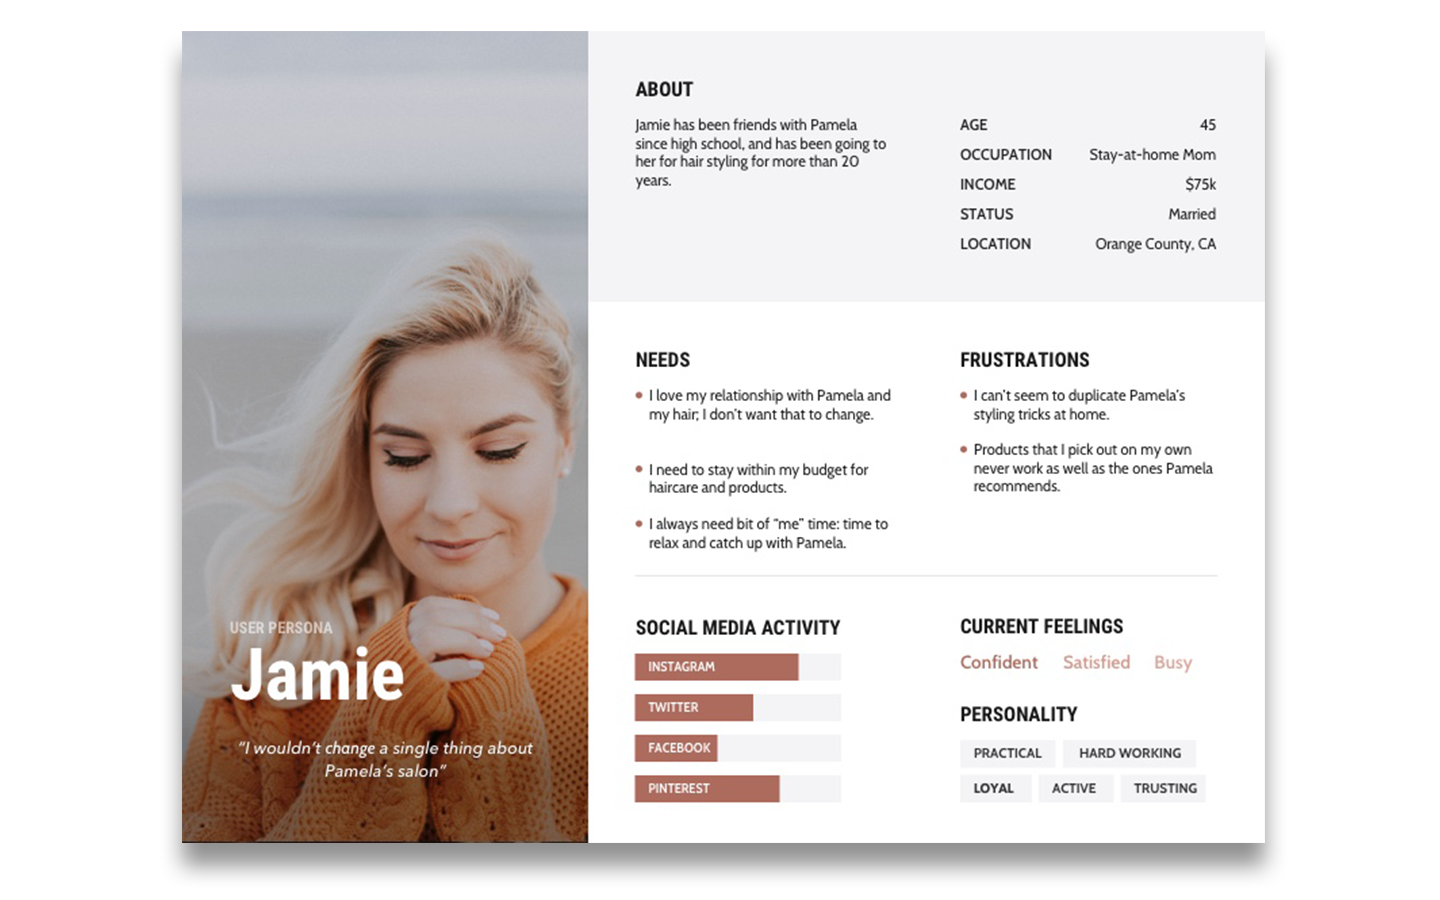 USER PERSONA
Jamie
“I wouldn’t change a single thing about
Pamela’s salon”
ABOUT
Jamie has been friends with Pamela
since high school, and has been going to
her for hair styling for more than 20
years.
AGE 45
OCCUPATION Stay-at-home Mom
INCOME $75k
STATUS Married
LOCATION Orange County, CA
NEEDS
I love my relationship with Pamela and
my hair; I don’t want that to change.
I need to stay within my budget for
haircare and products.
I always need bit of “me” time: time to
relax and catch up with Pamela.
FRUSTRATIONS
I can’t seem to duplicate Pamela’s
styling tricks at home.
Products that I pick out on my own
never work as well as the ones Pamela
recommends.
SOCIAL MEDIA ACTIVITY
INSTAGRAM
TWITTER
FACEBOOK
PINTEREST
CURRENT FEELINGS
Confident Satisfied Busy
PERSONALITY
PRACTICAL HARD WORKING
LOYAL ACTIVE TRUSTING